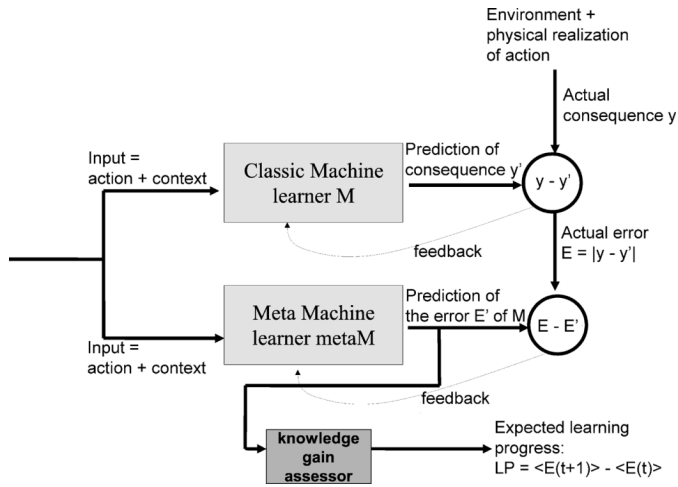 Environment +
physical realization
of action
Actual
consequence y
Input =
action + context
Classic Machine
learner M
Prediction of
consequence y'
y - y'
feedback
Actual error
E = |y - y'|
Meta Machine
learner metaM
Prediction of
the error E' of M
E - E'
Input =
action + context
feedback
knowledge
gain
assessor
Expected learning
progress:
LP = <E(t+1)> - <E(t)>